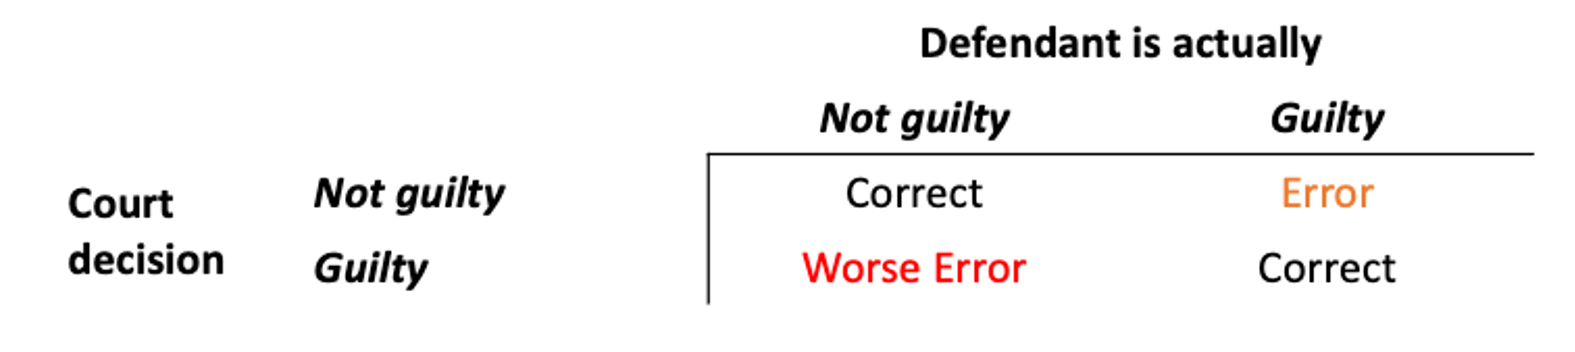 Defendant is actually
Not guilty Guilty
Court decision
Not guilty Correct Error
Guilty Worse Error Correct